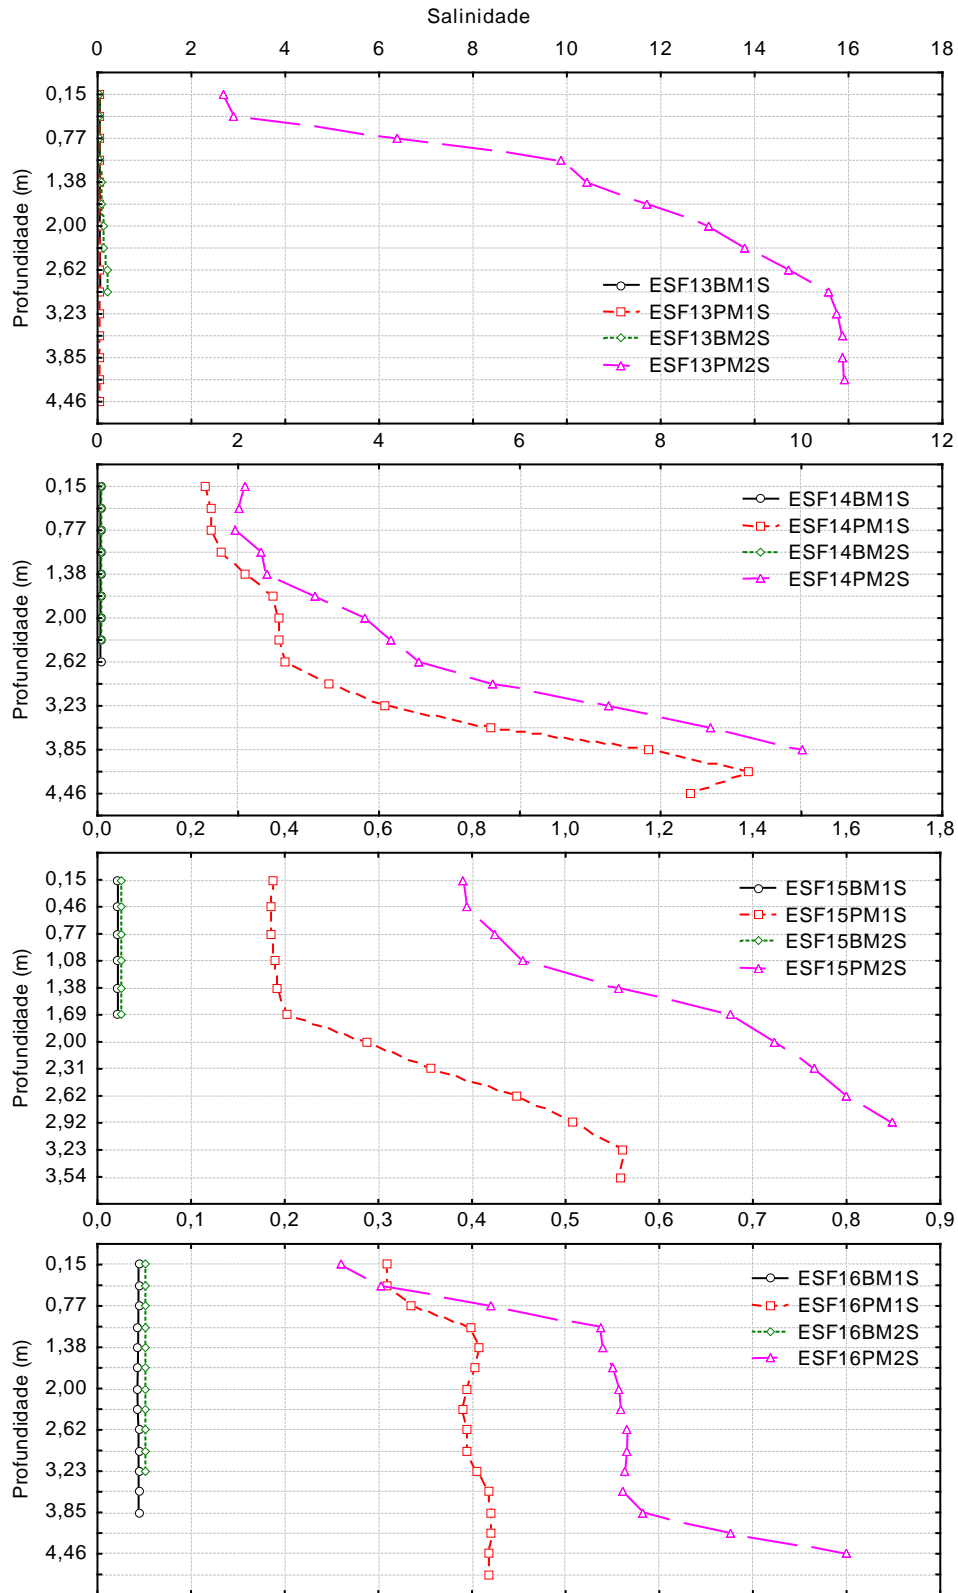 Salinidade
0 2 4 6 8 10 12 14 16 18
Profundidade (m)
0,15
0,77
1,38
2,00
2,62
3,23
3,85
4,46
ESF13BM1S
ESF13PM1S
ESF13BM2S
ESF13PM2S
0 2 4 6 8 10 12
Profundidade (m)
0,15
0,77
1,38
2,00
2,62
3,23
3,85
4,46
ESF14BM1S
ESF14PM1S
ESF14BM2S
ESF14PM2S
0,0 0,2 0,4 0,6 0,8 1,0 1,2 1,4 1,6 1,8
Profundidade (m)
0,15
0,46
0,77
1,08
1,38
1,69
2,00
2,31
2,62
2,92
3,23
3,54
ESF15BM1S
ESF15PM1S
ESF15BM2S
ESF15PM2S
0,0 0,1 0,2 0,3 0,4 0,5 0,6 0,7 0,8 0,9
Profundidade (m)
0,15
0,77
1,38
2,00
2,62
3,23
3,85
4,46
ESF16BM1S
ESF16PM1S
ESF16BM2S
ESF16PM2S